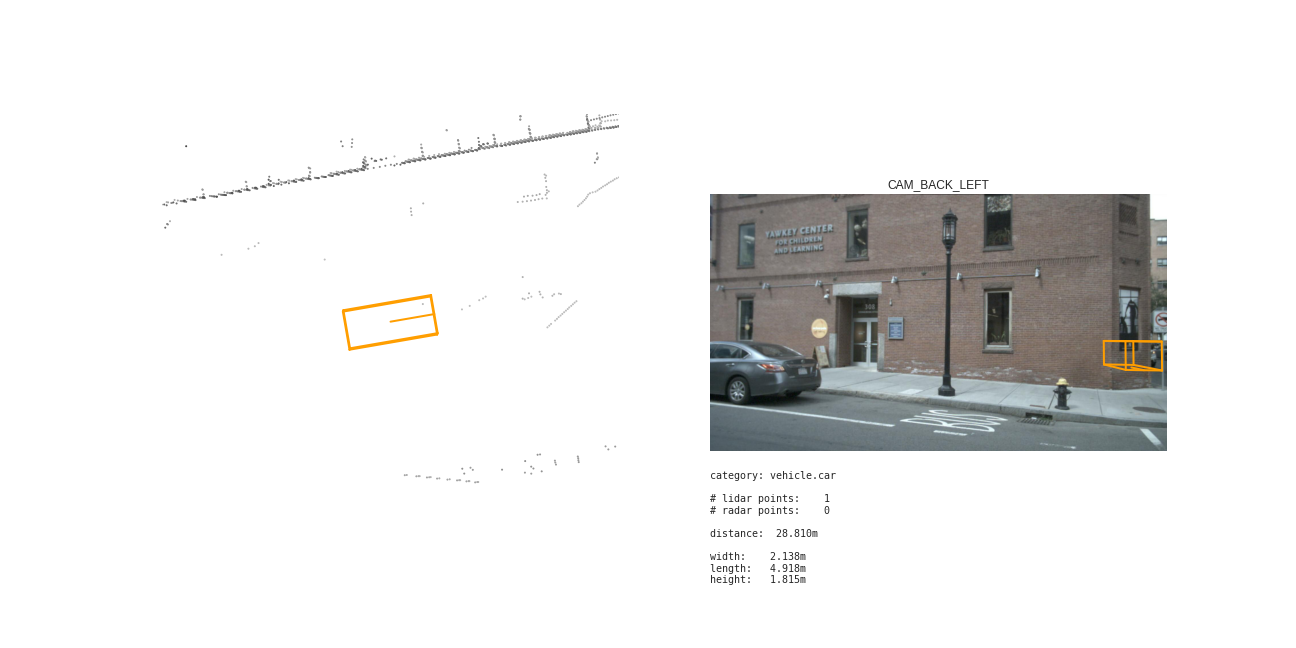 CAM_BACK_LEFT
YAWKEY CENTER
FOR CHILDREN
AND LEARNING
BUS
category: vehicle.car
# lidar points: 1
# radar points: 0
distance: 28.810m
width: 2.138m
length: 4.918m
height: 1.815m